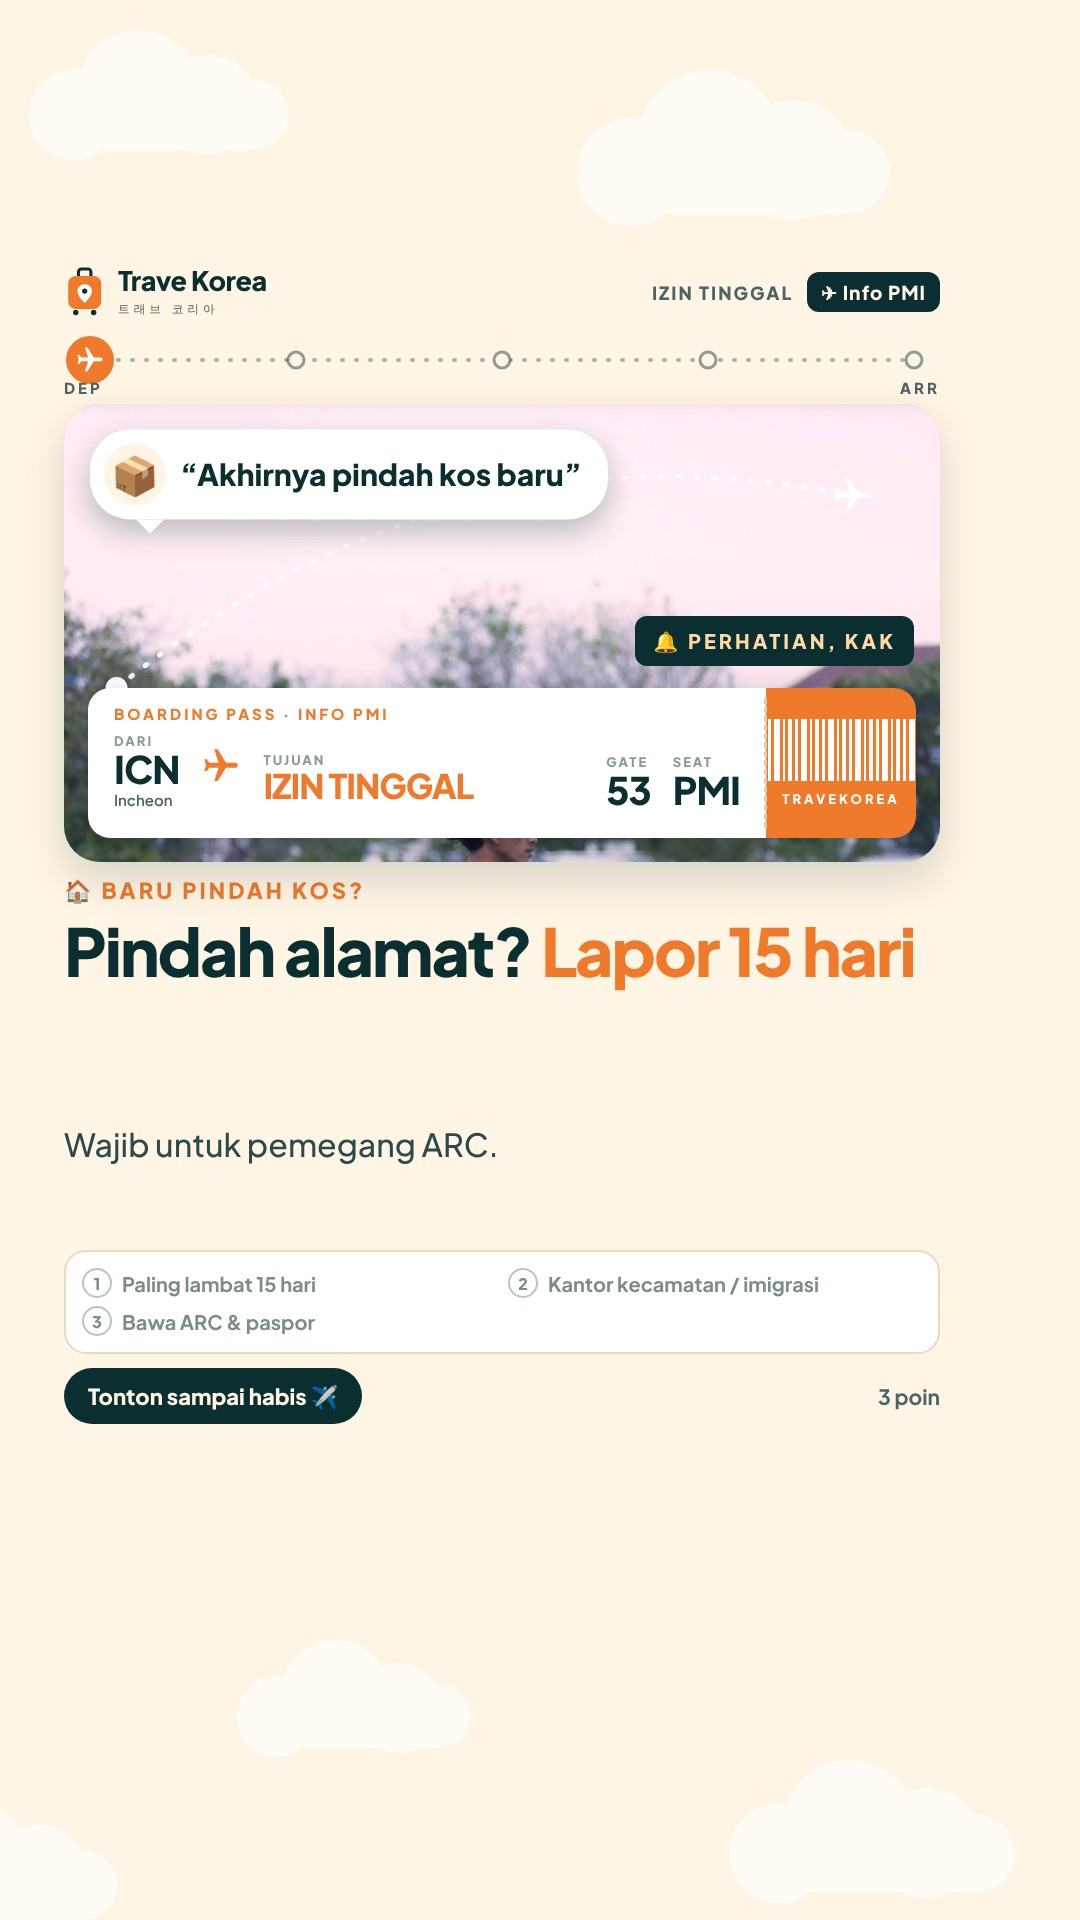 Trave Korea
트래브 코리아
IZIN TINGGAL
✈ Info PMI
DEP
ARR
📦 “Akhirnya pindah kos baru”
🔔 PERHATIAN, KAK
BOARDING PASS · INFO PMI
DARI
ICN
Incheon
TUJUAN
IZIN TINGGAL
GATE
53
SEAT
PMI
TRAVEKOREA
🏠 BARU PINDAH KOS?
Pindah alamat? Lapor 15 hari
Wajib untuk pemegang ARC.
1 Paling lambat 15 hari
2 Kantor kecamatan / imigrasi
3 Bawa ARC & paspor
Tonton sampai habis ✈️
3 poin